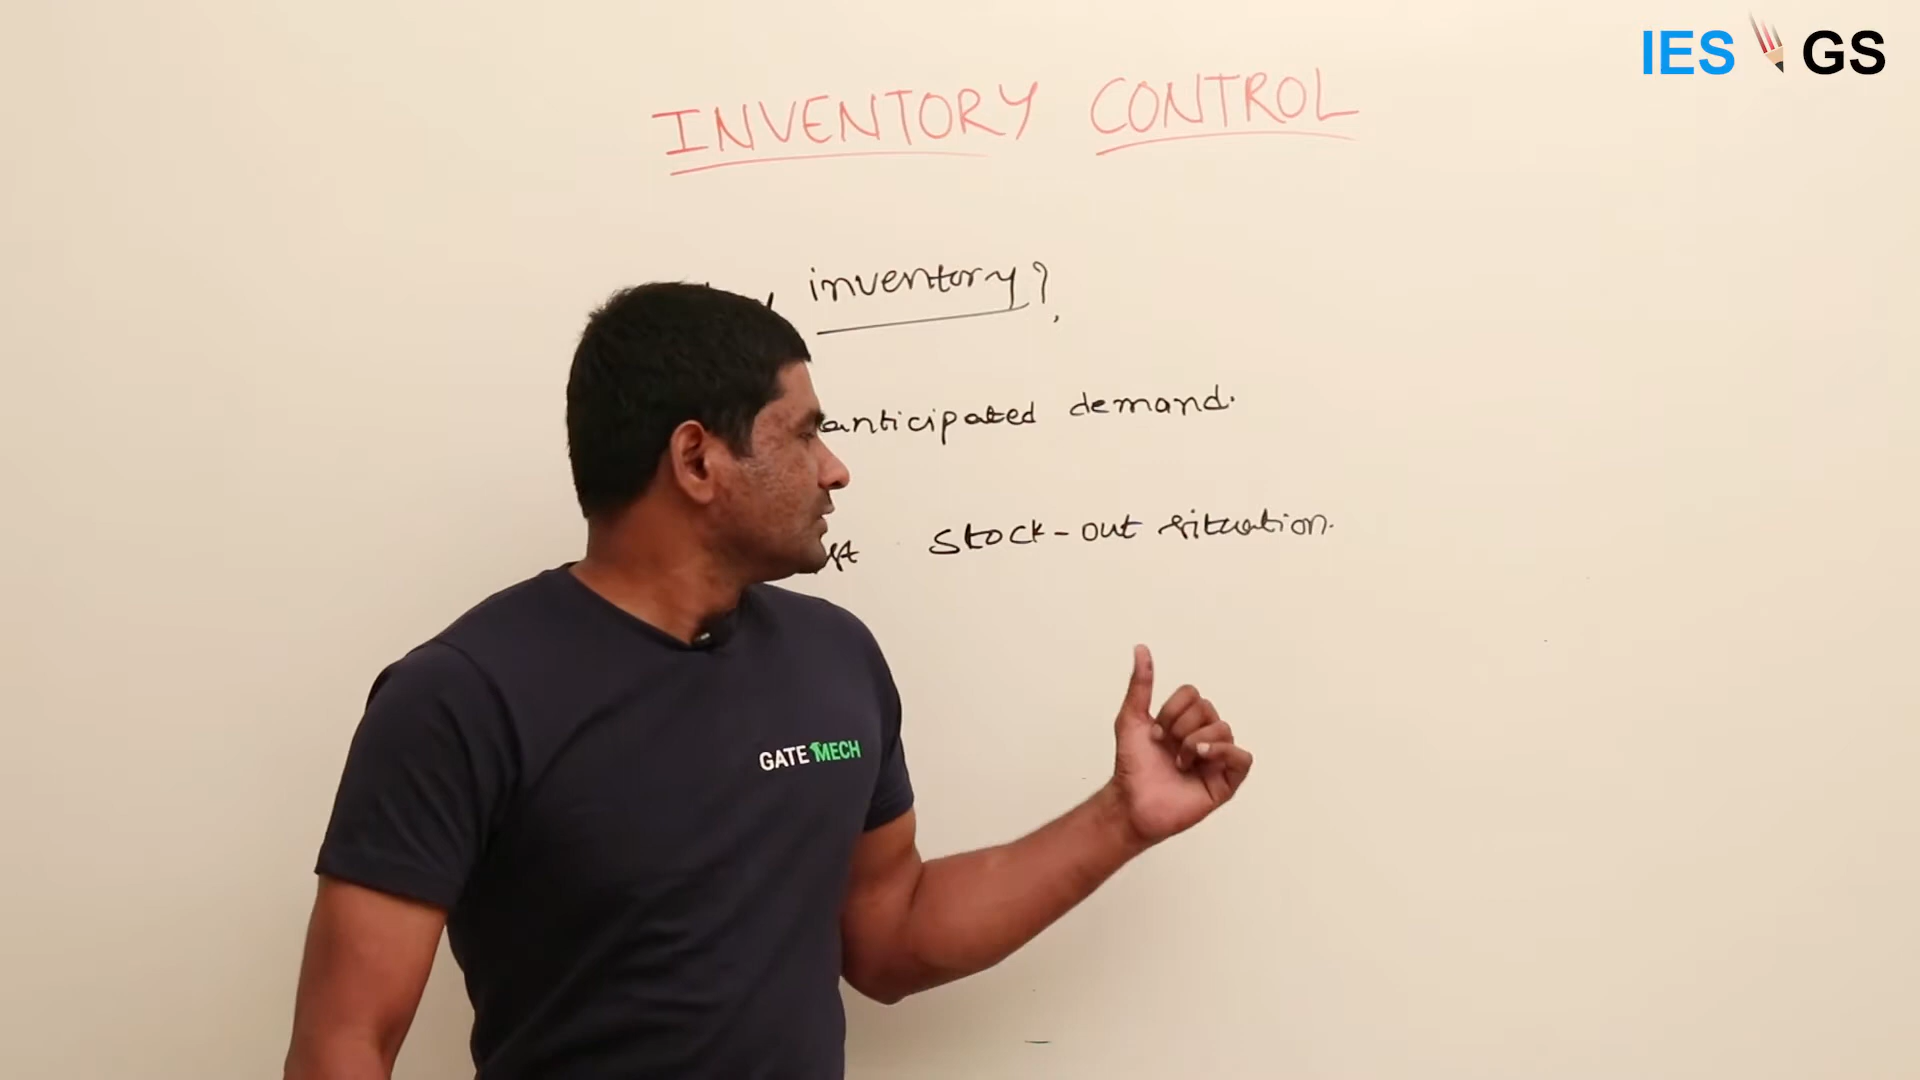 IES GS
INVENTORY CONTROL
inventory?
anticipated demand.
stock-out situation.
GATE MECH